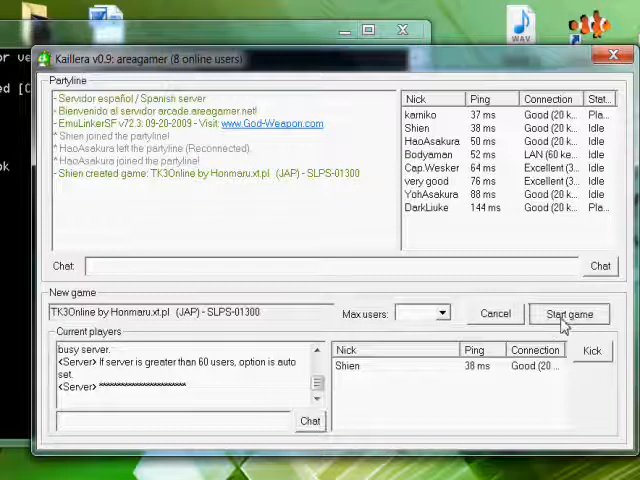 WAV
or ve
Kaillera v0.9: areagamer (8 online users)
ed [C
ok
Partyline
- Servidor español / Spanish server
- Bienvenido al servidor arcade.areagamer.net!
- EmuLinkerSF v72.3: 09-20-2009 - Visit: www.God-Weapon.com
* Shien joined the partyline!
* HaoAsakura left the partyline (Reconnected).
* HaoAsakura joined the partyline!
- Shien created game: TK3Online by Honmaru.xt.pl (JAP) - SLPS-01300
Nick Ping Connection Stat...
kamiko 37 ms Good (20 k... Pla...
Shien 38 ms Good (20 k... Idle
HaoAsakura 50 ms Good (20 k... Idle
Bodyaman 52 ms LAN (60 ke... Idle
Cap.Wesker 64 ms Excellent (3... Idle
very good 76 ms Excellent (3... Idle
YohAsakura 88 ms Good (20 k... Idle
DarkLiuke 144 ms Good (20 k... Pla...
Chat: Chat
New game
TK3Online by Honmaru.xt.pl (JAP) - SLPS-01300 Max users: Cancel Start game
Current players
busy server.
<Server> If server is greater than 60 users, option is auto
set.
<Server>
Chat
Nick Ping Connection
Shien 38 ms Good (20 ...
Kick